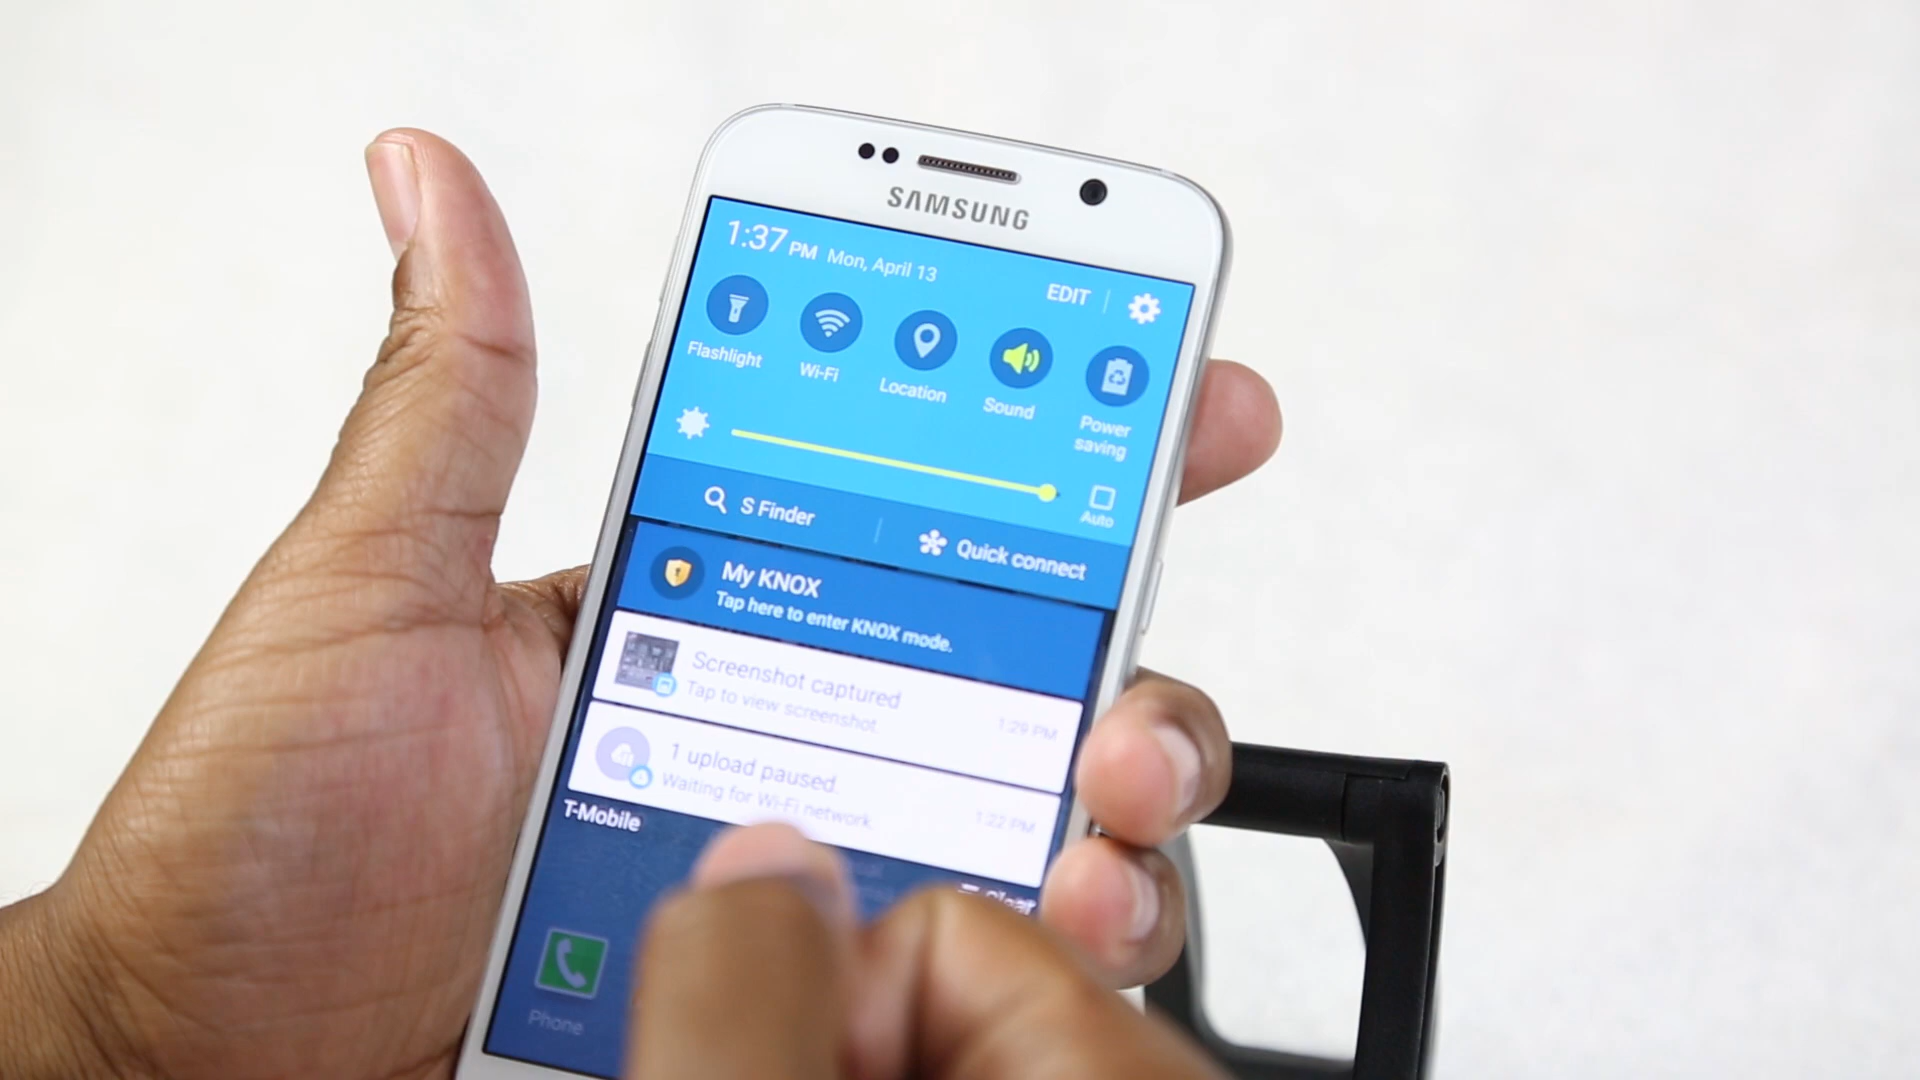 SAMSUNG
1:37 PM Mon, April 13
EDIT
Flashlight
Wi-Fi
Location
Sound
Power
saving
Auto
S Finder
Quick connect
My KNOX
Tap here to enter KNOX mode.
Screenshot captured
Tap to view screenshot.
1:29 PM
1 upload paused
Waiting for Wi-Fi network.
1:22 PM
T-Mobile
Clear
Phone